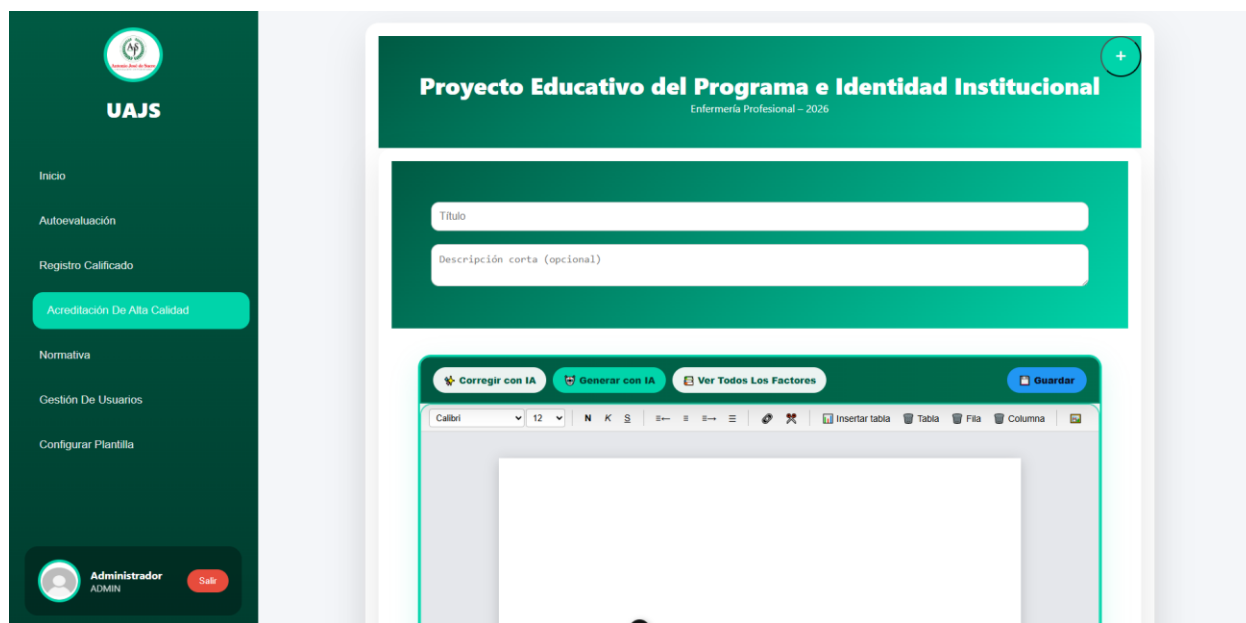 UAJS
Inicio
Autoevaluación
Registro Calificado
Acreditación De Alta Calidad
Normativa
Gestión De Usuarios
Configurar Plantilla
Administrador
ADMIN
Salir
+
Proyecto Educativo del Programa e Identidad Institucional
Enfermería Profesional – 2026
Título
Descripción corta (opcional)
Corregir con IA Generar con IA Ver Todos Los Factores Guardar
Calibri 12 N K S Insertar tabla Tabla Fila Columna